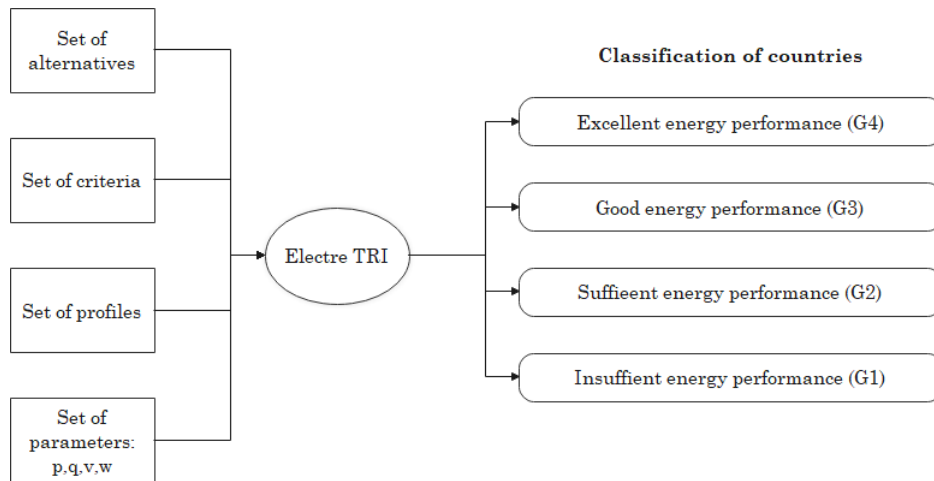 Set of
alternatives
Set of criteria
Set of profiles
Set of
parameters:
p,q,v,w
Electre TRI
Classification of countries
Excellent energy performance (G4)
Good energy performance (G3)
Suffieent energy performance (G2)
Insuffient energy performance (G1)